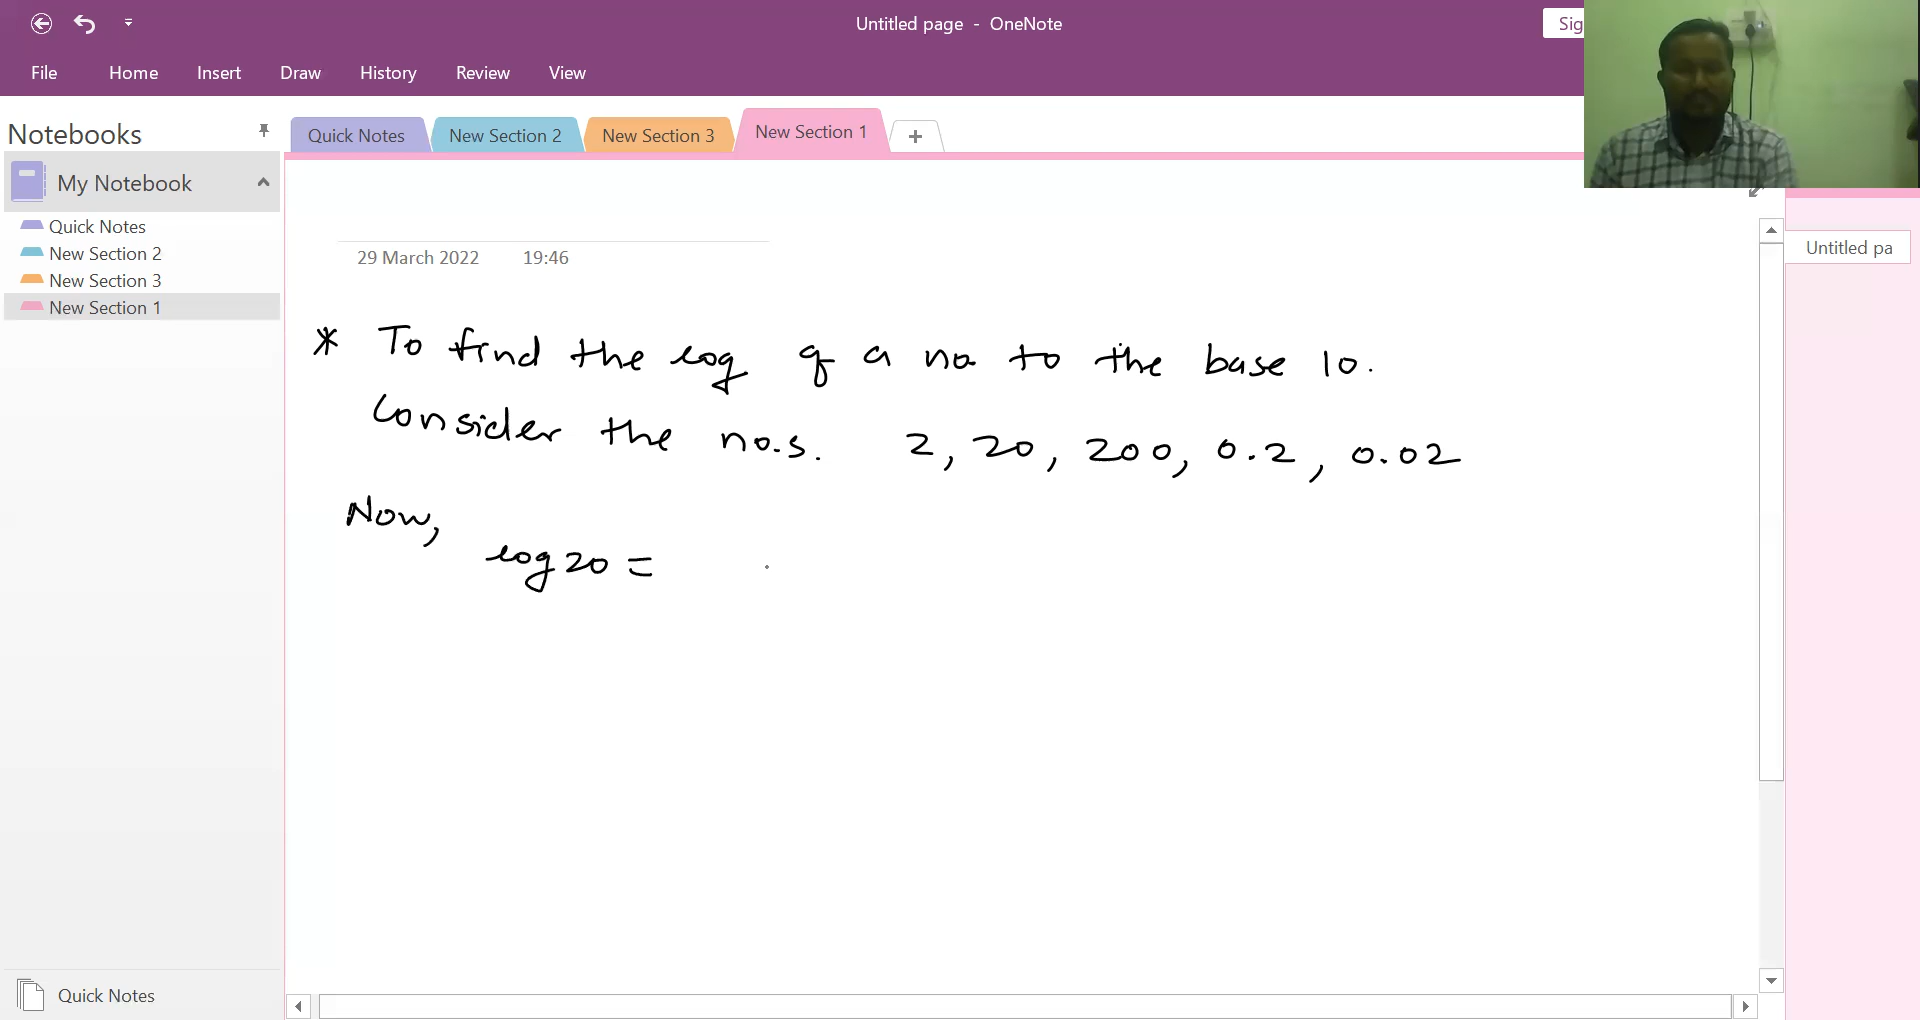 Untitled page - OneNote
Sig
File Home Insert Draw History Review View
Notebooks
Quick Notes New Section 2 New Section 3 New Section 1 +
My Notebook
Quick Notes
New Section 2
New Section 3
New Section 1
Untitled pa
29 March 2022 19:46
* To find the log of a no to the base 10.
Consider the no.s. 2, 20, 200, 0.2, 0.02
Now,
log 20 =
Quick Notes